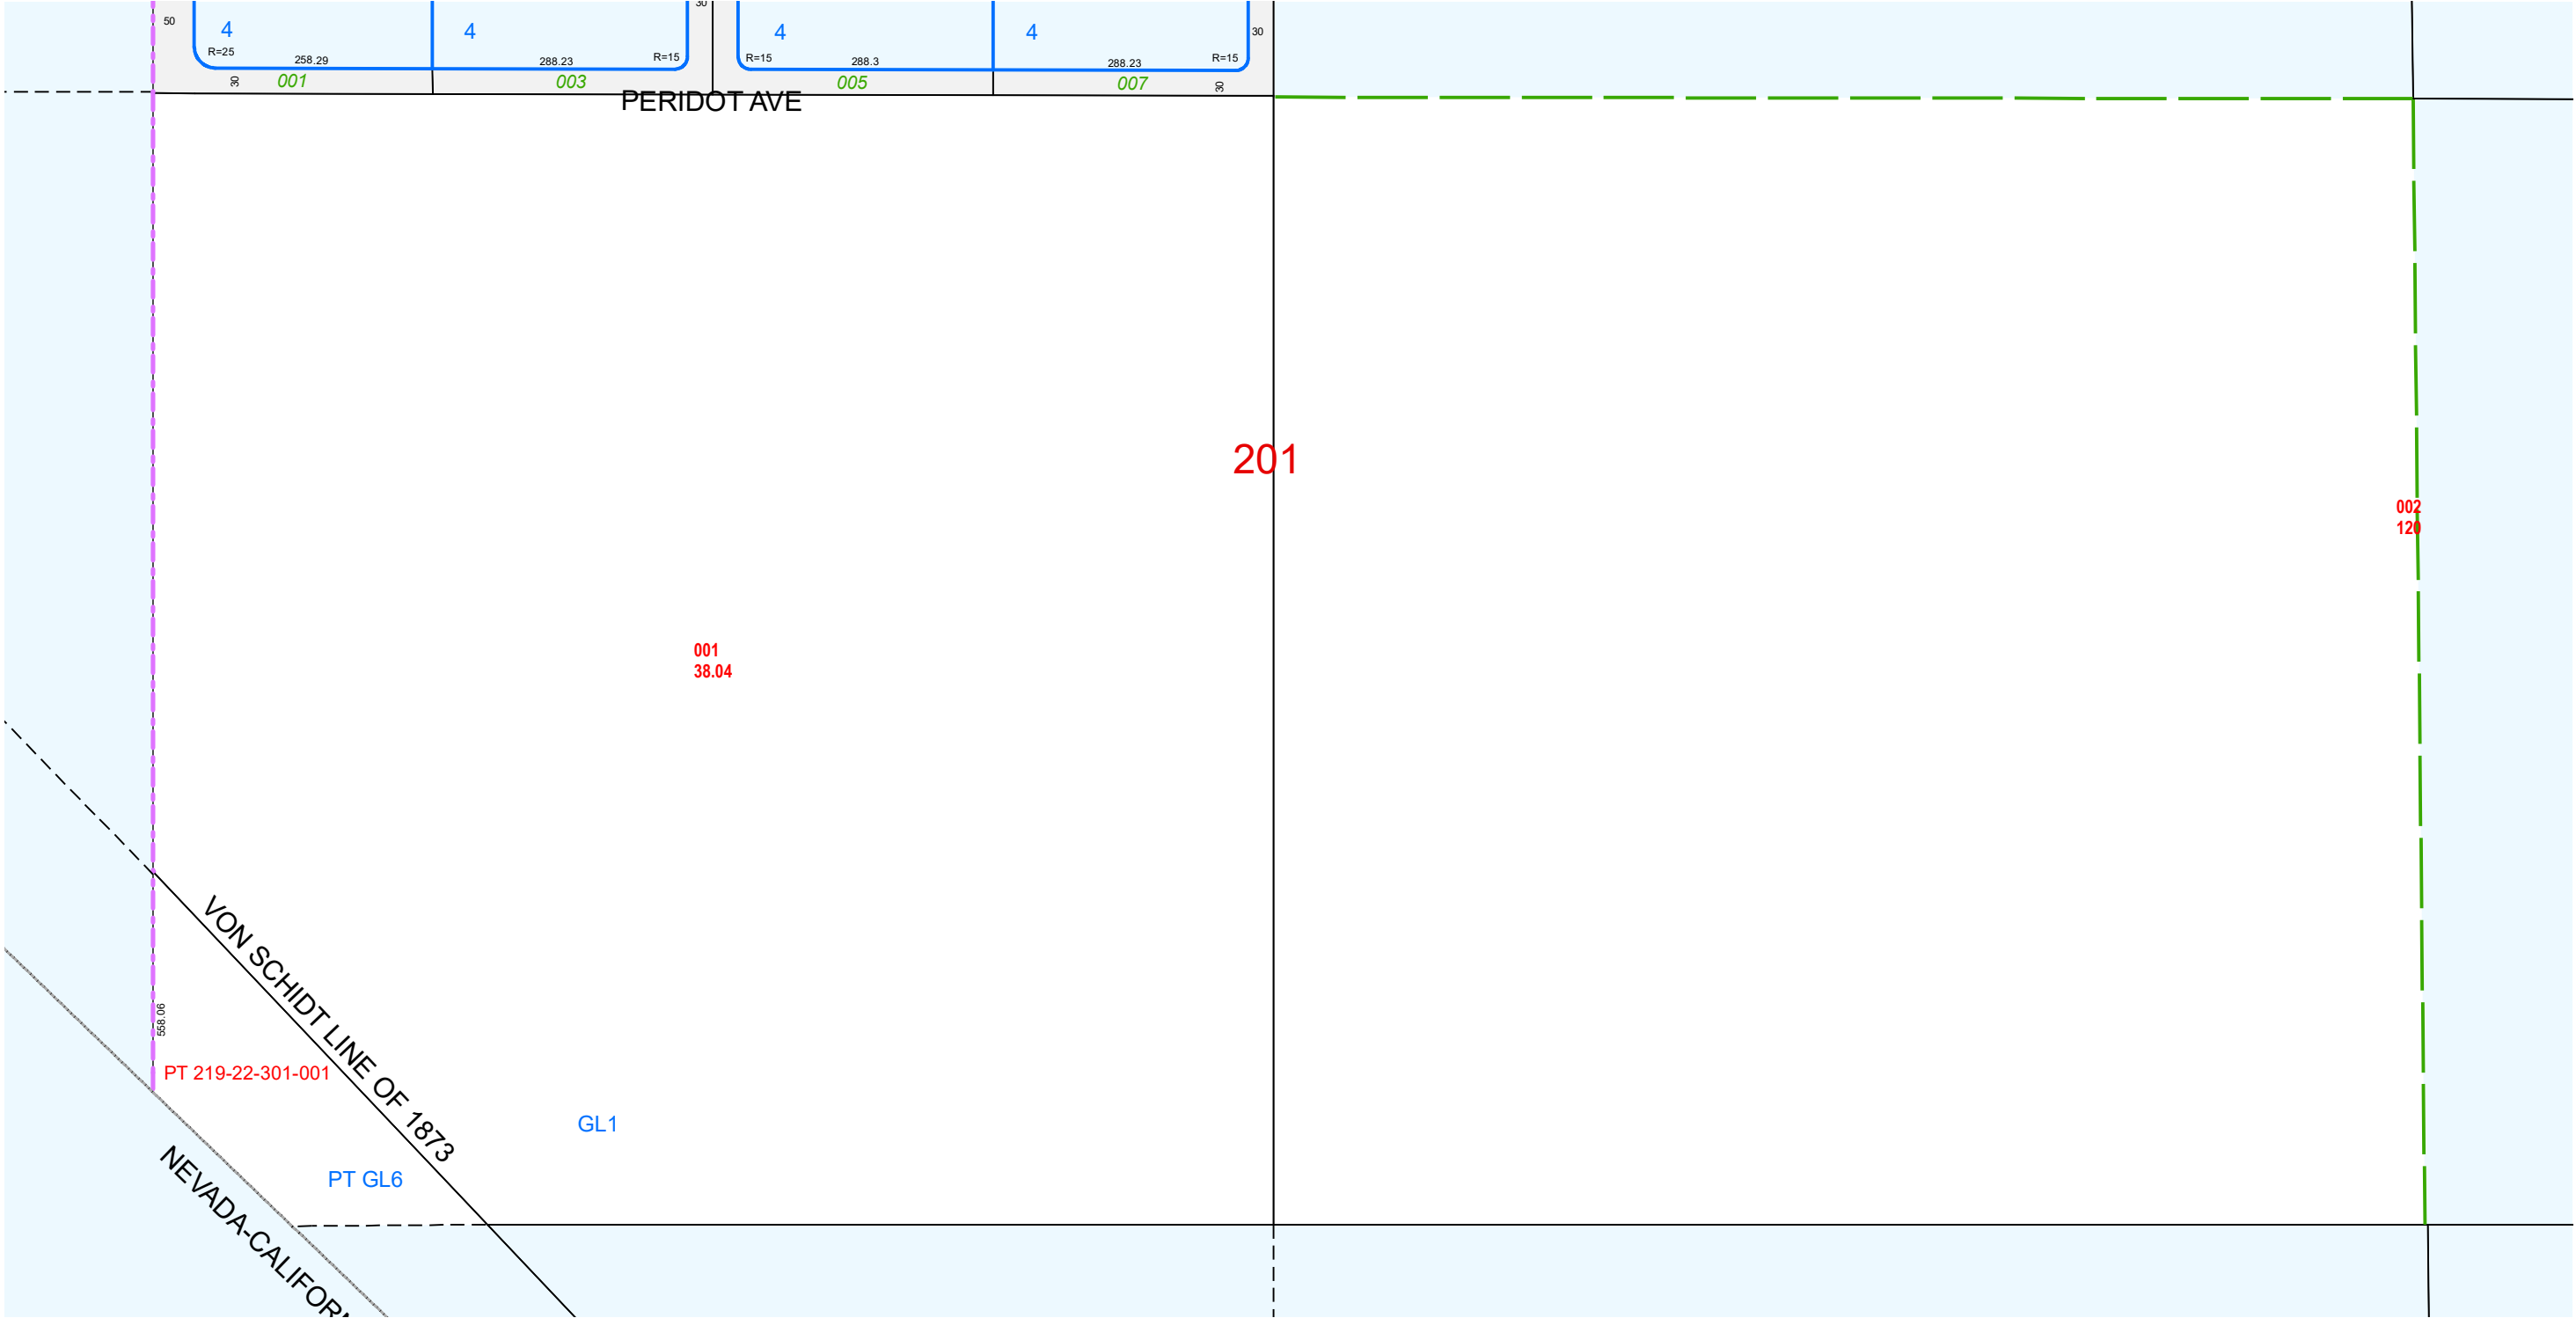 50
30
4
4
4
4
30
R=25
258.29
288.23
R=15
R=15
288.3
288.23
R=15
30
001
003
005
007
30
PERIDOT AVE
201
002
120
001
38.04
VON SCHIDT LINE OF 1873
558.06
PT 219-22-301-001
GL1
PT GL6
NEVADA-CALIFORN